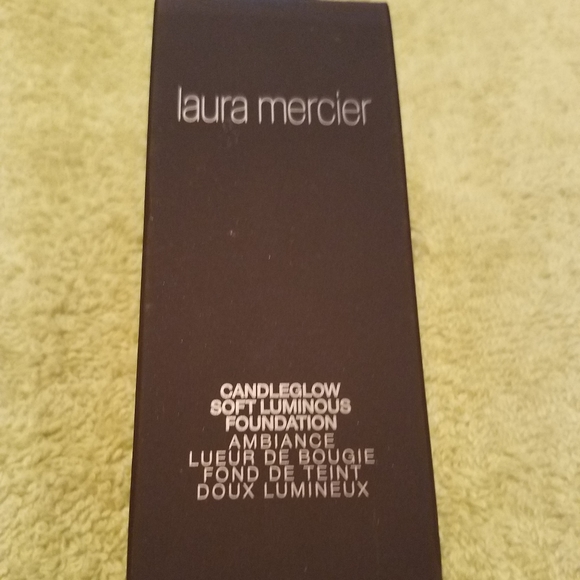 laura mercier
CANDLEGLOW
SOFT LUMINOUS
FOUNDATION
AMBIANCE
LUEUR DE BOUGIE
FOND DE TEINT
DOUX LUMINEUX